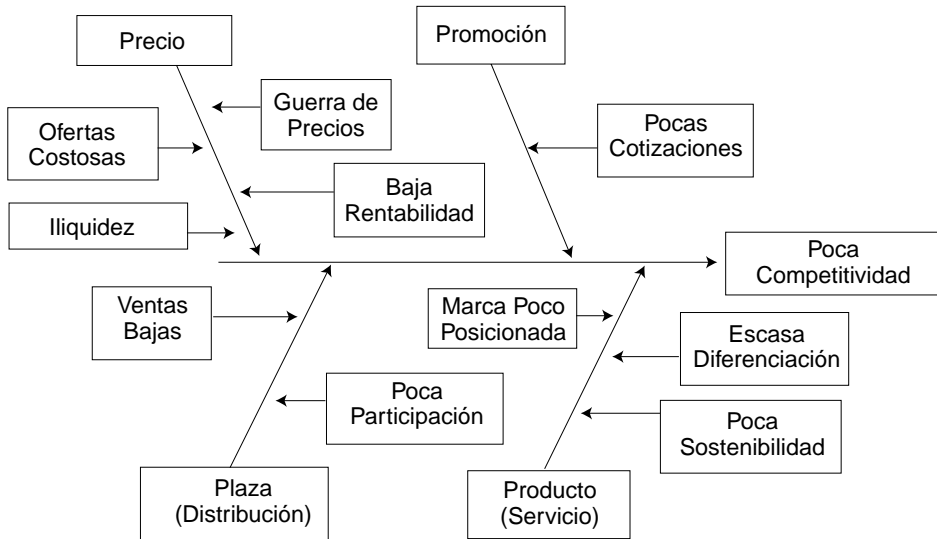 Precio
Promoción
Guerra de
Precios
Ofertas
Costosas
Pocas
Cotizaciones
Baja
Rentabilidad
Iliquidez
Poca
Competitividad
Ventas
Bajas
Marca Poco
Posicionada
Escasa
Diferenciación
Poca
Participación
Poca
Sostenibilidad
Plaza
(Distribución)
Producto
(Servicio)